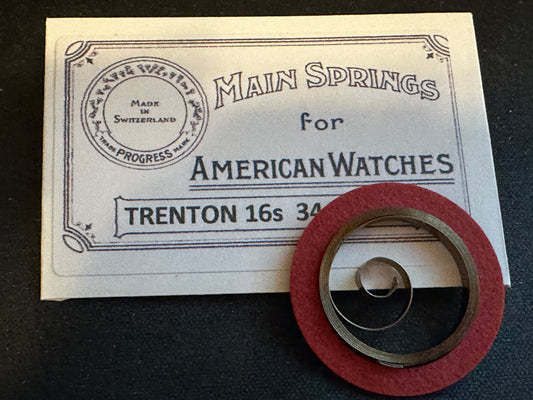 MAIN SPRINGS
MADE IN
SWITZERLAND
TRADE PROGRESS MARK
for
AMERICAN WATCHES
TRENTON 16s 34